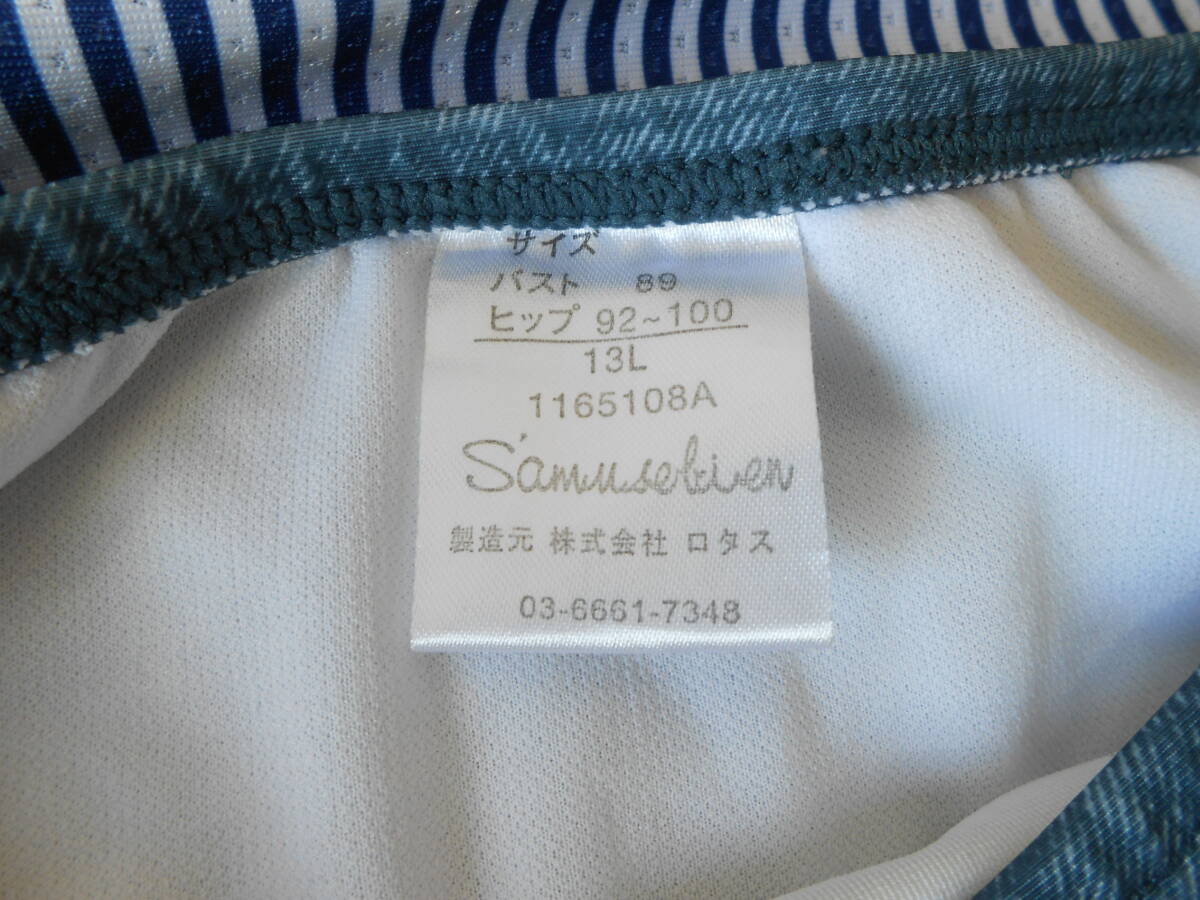 サイズ
バスト 89
ヒップ 92~100
13L
1165108A
S'amusebien
製造元 株式会社 ロタス
03-6661-7348